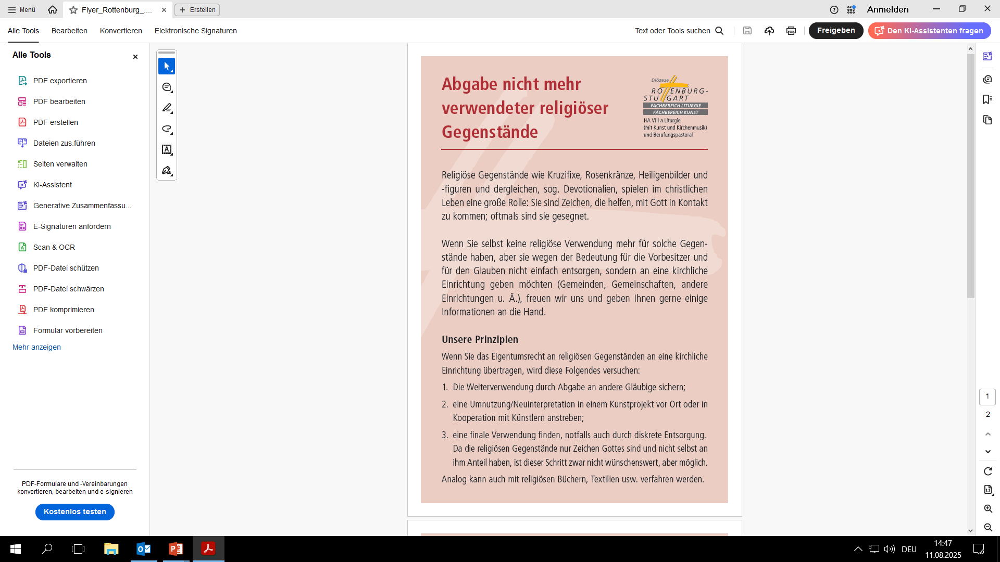 Menü
Flyer_Rottenburg_....
Erstellen
Anmelden
Alle Tools
Bearbeiten
Konvertieren
Elektronische Signaturen
Text oder Tools suchen
Freigeben
Den KI-Assistenten fragen
Alle Tools
PDF exportieren
PDF bearbeiten
PDF erstellen
Dateien zus.führen
Seiten verwalten
KI-Assistent
Generative Zusammenfassu...
E-Signaturen anfordern
Scan & OCR
PDF-Datei schützen
PDF-Datei schwärzen
PDF komprimieren
Formular vorbereiten
Mehr anzeigen
PDF-Formulare und -Vereinbarungen
konvertieren, bearbeiten und e-signieren
Kostenlos testen
Abgabe nicht mehr
verwendeter religiöser
Gegenstände
Diözese
ROTTENBURG-
STUTTGART
FACHBEREICH LITURGIE
FACHBEREICH KUNST
HA VIII a Liturgie
(mit Kunst und Kirchenmusik)
und Berufungspastoral
Religiöse Gegenstände wie Kruzifixe, Rosenkränze, Heiligenbilder und
-figuren und dergleichen, sog. Devotionalien, spielen im christlichen
Leben eine große Rolle: Sie sind Zeichen, die helfen, mit Gott in Kontakt
zu kommen; oftmals sind sie gesegnet.
Wenn Sie selbst keine religiöse Verwendung mehr für solche Gegen-
stände haben, aber sie wegen der Bedeutung für die Vorbesitzer und
für den Glauben nicht einfach entsorgen, sondern an eine kirchliche
Einrichtung geben möchten (Gemeinden, Gemeinschaften, andere
Einrichtungen u. Ä.), freuen wir uns und geben Ihnen gerne einige
Informationen an die Hand.
Unsere Prinzipien
Wenn Sie das Eigentumsrecht an religiösen Gegenständen an eine kirchliche
Einrichtung übertragen, wird diese Folgendes versuchen:
1. Die Weiterverwendung durch Abgabe an andere Gläubige sichern;
2. eine Umnutzung/Neuinterpretation in einem Kunstprojekt vor Ort oder in
Kooperation mit Künstlern anstreben;
3. eine finale Verwendung finden, notfalls auch durch diskrete Entsorgung.
Da die religiösen Gegenstände nur Zeichen Gottes sind und nicht selbst an
ihm Anteil haben, ist dieser Schritt zwar nicht wünschenswert, aber möglich.
Analog kann auch mit religiösen Büchern, Textilien usw. verfahren werden.
1
2
DEU
14:47
11.08.2025